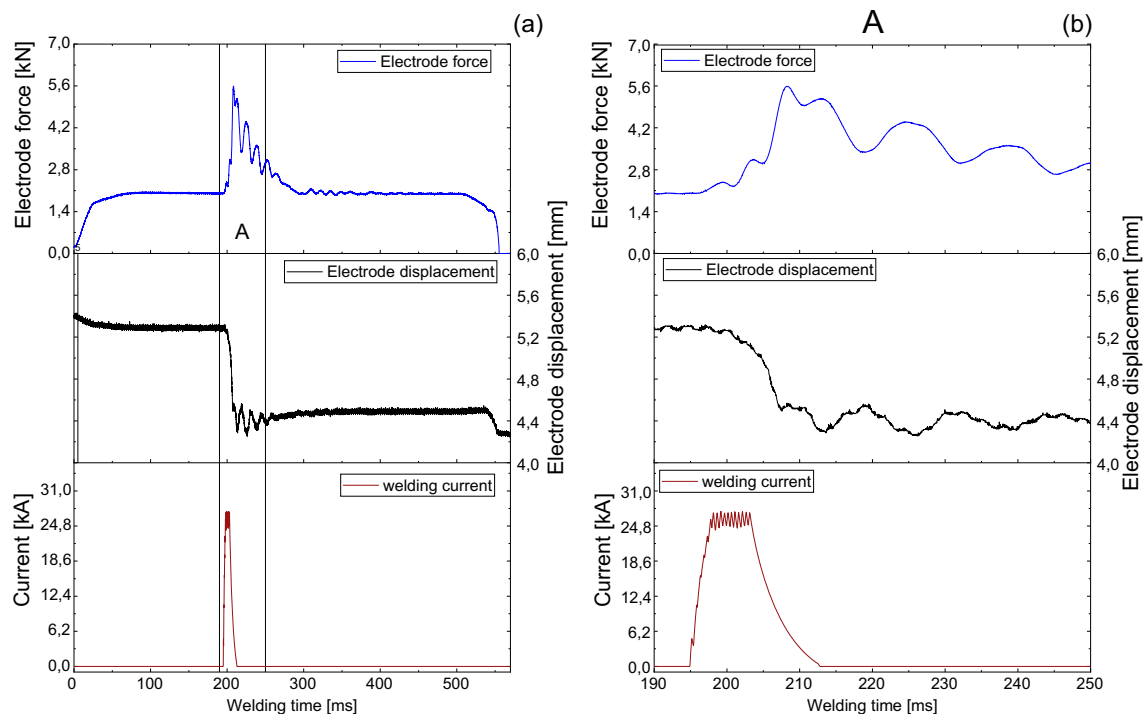 (a)
Electrode force [kN]
7,0
5,6
4,2
2,8
1,4
0,0
Electrode force
A
Electrode displacement
Electrode displacement [mm]
6,0
5,6
5,2
4,8
4,4
4,0
Current [kA]
31,0
24,8
18,6
12,4
6,2
0,0
welding current
0 100 200 300 400 500
Welding time [ms]
A
(b)
Electrode force [kN]
7,0
5,6
4,2
2,8
1,4
0,0
Electrode force
Electrode displacement
Electrode displacement [mm]
6,0
5,6
5,2
4,8
4,4
4,0
Current [kA]
31,0
24,8
18,6
12,4
6,2
0,0
welding current
190 200 210 220 230 240 250
Welding time [ms]